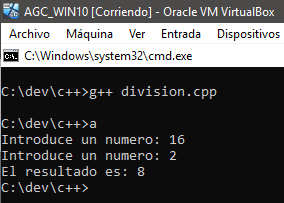 AGC_WIN10 [Corriendo] - Oracle VM VirtualBox
Archivo Máquina Ver Entrada Dispositivos
C:\Windows\system32\cmd.exe
C:\dev\c++>g++ division.cpp
C:\dev\c++>a
Introduce un numero: 16
Introduce un numero: 2
El resultado es: 8
C:\dev\c++>